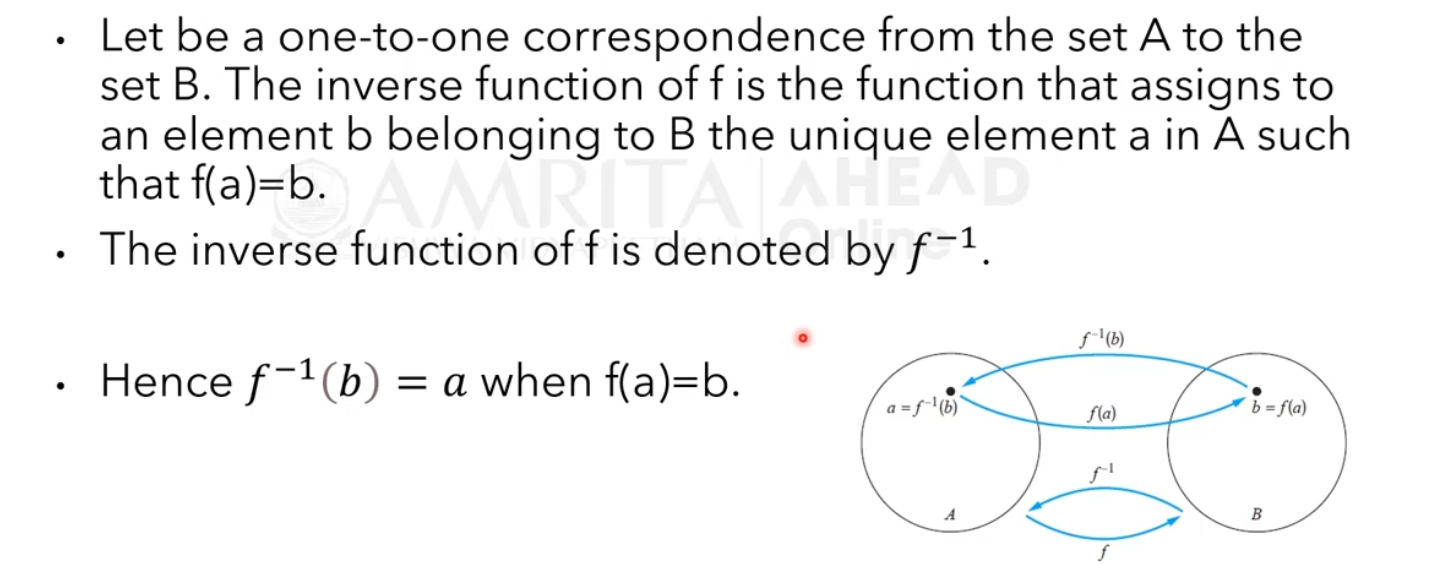 • Let be a one-to-one correspondence from the set A to the
set B. The inverse function of f is the function that assigns to
an element b belonging to B the unique element a in A such
that f(a)=b.
AMRITA AHEAD
Online
• The inverse function of f is denoted by f⁻¹.
• Hence f⁻¹(b) = a when f(a)=b.
f⁻¹(b)
a = f⁻¹(b)
f(a)
b = f(a)
f⁻¹
A
B
f